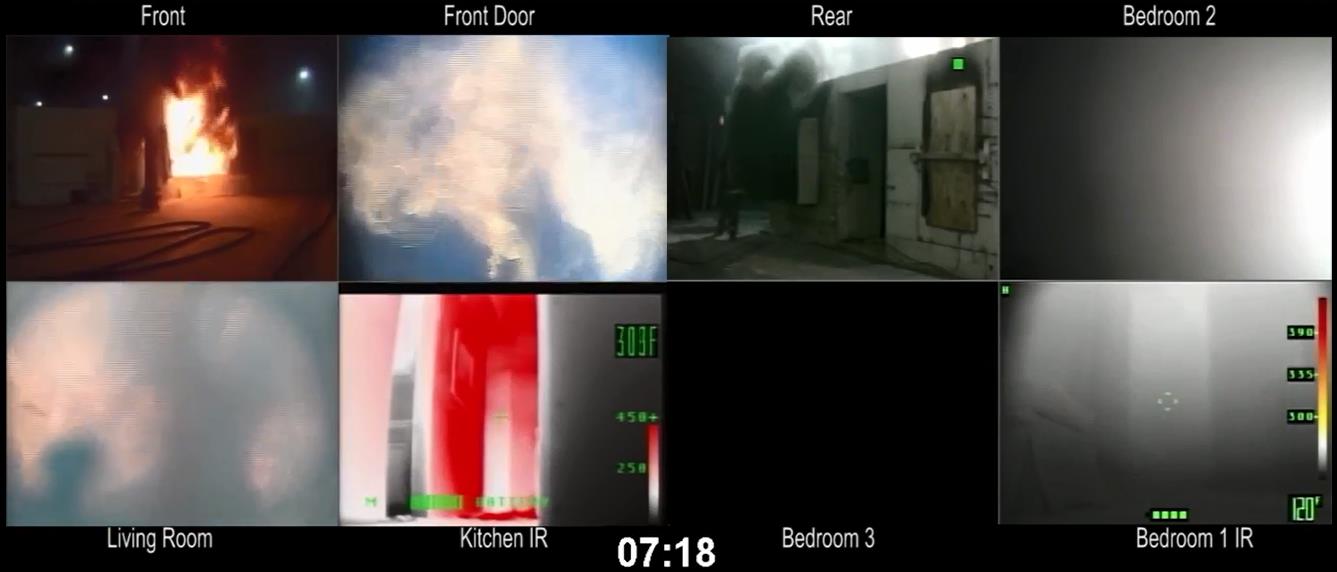 Front Front Door Rear Bedroom 2
309F
450+
250
M BATTERY
390
335
300
120°F
Living Room Kitchen IR Bedroom 3 Bedroom 1 IR
07:18